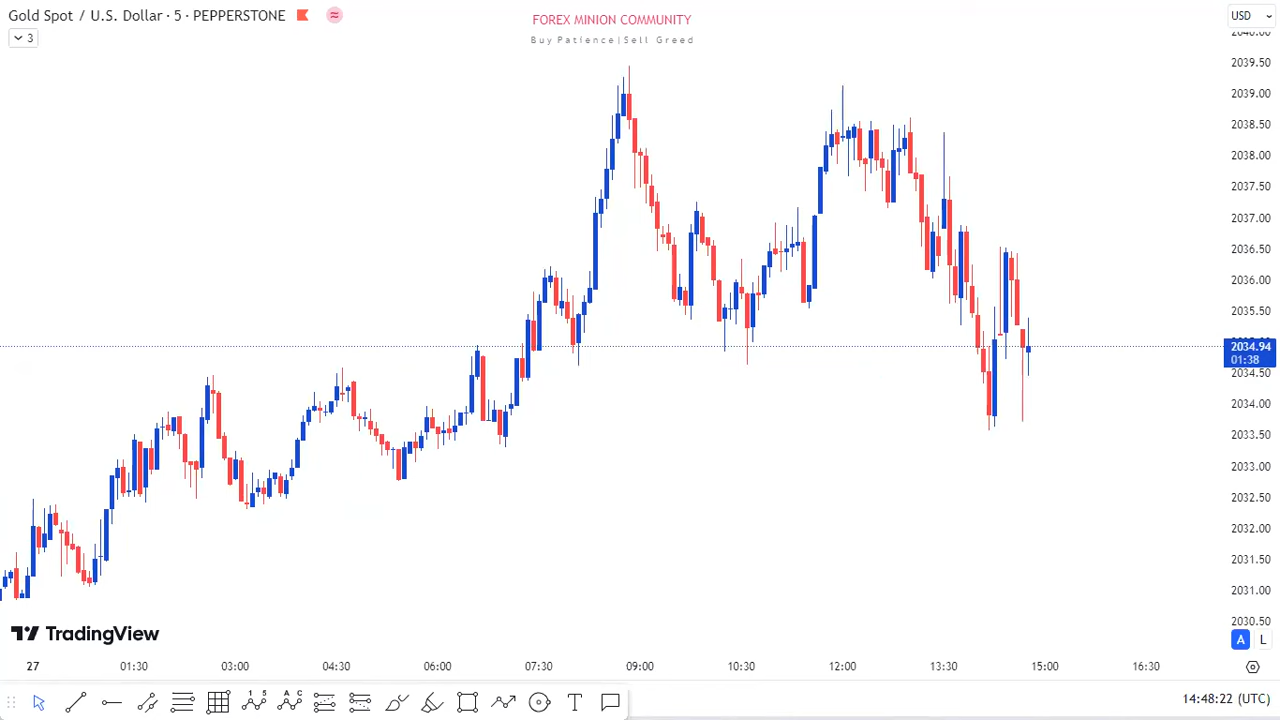 Gold Spot / U.S. Dollar · 5 · PEPPERSTONE
3
FOREX MINION COMMUNITY
Buy Patience|Sell Greed
USD
2040.00
2039.50
2039.00
2038.50
2038.00
2037.50
2037.00
2036.50
2036.00
2035.50
2034.94
01:38
2034.50
2034.00
2033.50
2033.00
2032.50
2032.00
2031.50
2031.00
2030.50
A L
TradingView
27 01:30 03:00 04:30 06:00 07:30 09:00 10:30 12:00 13:30 15:00 16:30
1 5 A C T
14:48:22 (UTC)